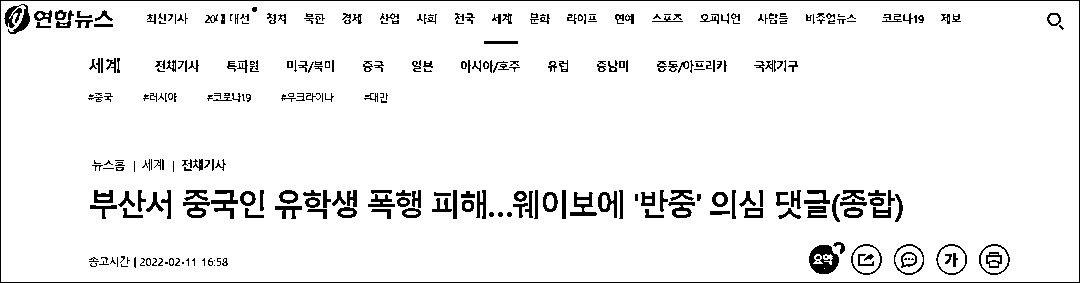 연합뉴스 최신기사 20대 대선 정치 북한 경제 산업 사회 전국 세계 문화 라이프 연예 스포츠 오피니언 사람들 비주얼뉴스 코로나19 제보
세계 전체기사 특파원 미국/북미 중국 일본 아시아/호주 유럽 중남미 중동/아프리카 국제기구
#중국 #러시아 #코로나19 #우크라이나 #대만
뉴스홈 | 세계 | 전체기사
부산서 중국인 유학생 폭행 피해...웨이보에 '반중' 의심 댓글(종합)
송고시간 | 2022-02-11 16:58 요약 가